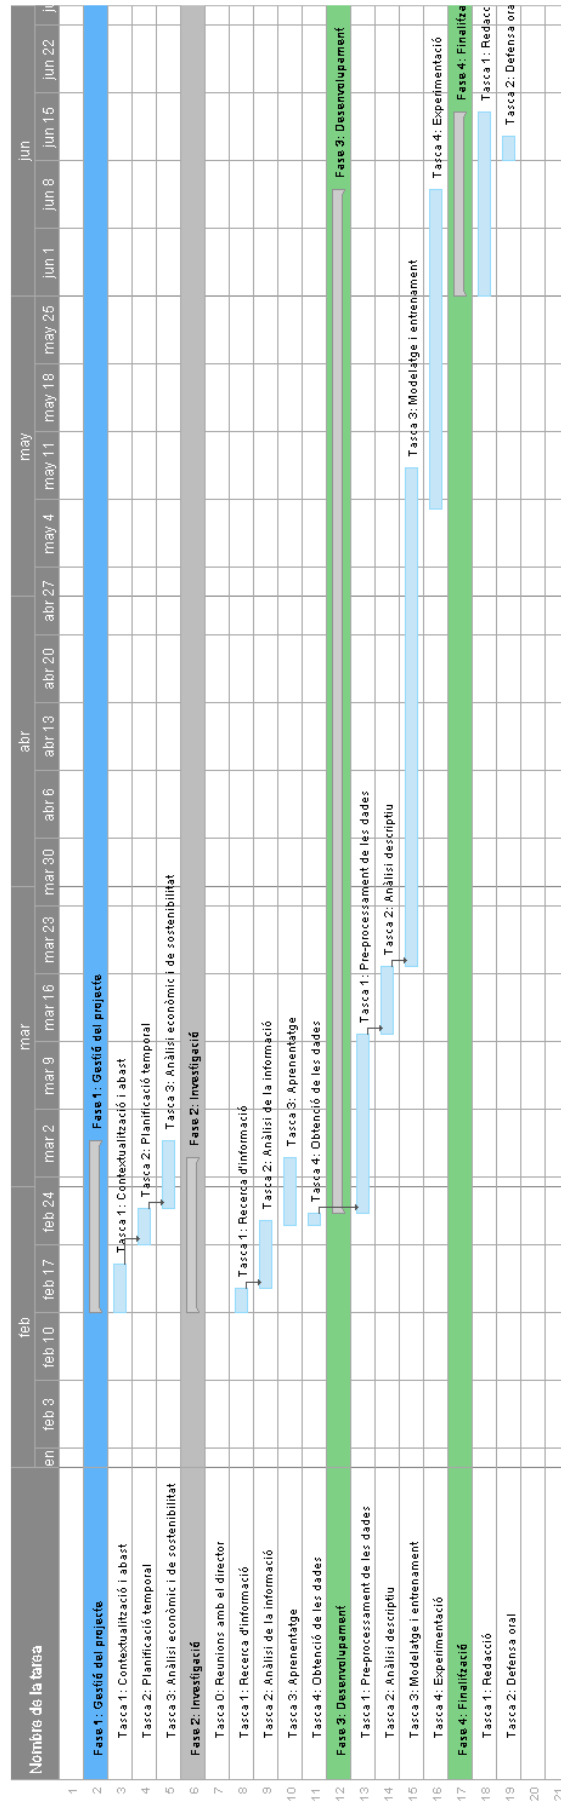 Nombre de la tarea
feb
mar
abr
may
jun
en
feb 3
feb 10
feb 17
feb 24
mar 2
mar 9
mar 16
mar 23
mar 30
abr 6
abr 13
abr 20
abr 27
may 4
may 11
may 18
may 25
jun 1
jun 8
jun 15
jun 22
1
2
Fase 1: Gestió del projecte
Fase 1: Gestió del projecte
3
Tasca 1: Contextualització i abast
Tasca 1: Contextualització i abast
4
Tasca 2: Planificació temporal
Tasca 2: Planificació temporal
5
Tasca 3: Anàlisi econòmic i de sostenibilitat
Tasca 3: Anàlisi econòmic i de sostenibilitat
6
Fase 2: Investigació
Fase 2: Investigació
7
Tasca 0: Reunions amb el director
8
Tasca 1: Recerca d'informació
Tasca 1: Recerca d'informació
9
Tasca 2: Anàlisi de la informació
Tasca 2: Anàlisi de la informació
10
Tasca 3: Aprenentatge
Tasca 3: Aprenentatge
11
Tasca 4: Obtenció de les dades
Tasca 4: Obtenció de les dades
12
Fase 3: Desenvolupament
Fase 3: Desenvolupament
13
Tasca 1: Pre-processament de les dades
Tasca 1: Pre-processament de les dades
14
Tasca 2: Anàlisi descriptiu
Tasca 2: Anàlisi descriptiu
15
Tasca 3: Modelatge i entrenament
Tasca 3: Modelatge i entrenament
16
Tasca 4: Experimentació
Tasca 4: Experimentació
17
Fase 4: Finalització
Fase 4: Finalitza
18
Tasca 1: Redacció
Tasca 1: Redacc
19
Tasca 2: Defensa oral
Tasca 2: Defensa ora
20
21